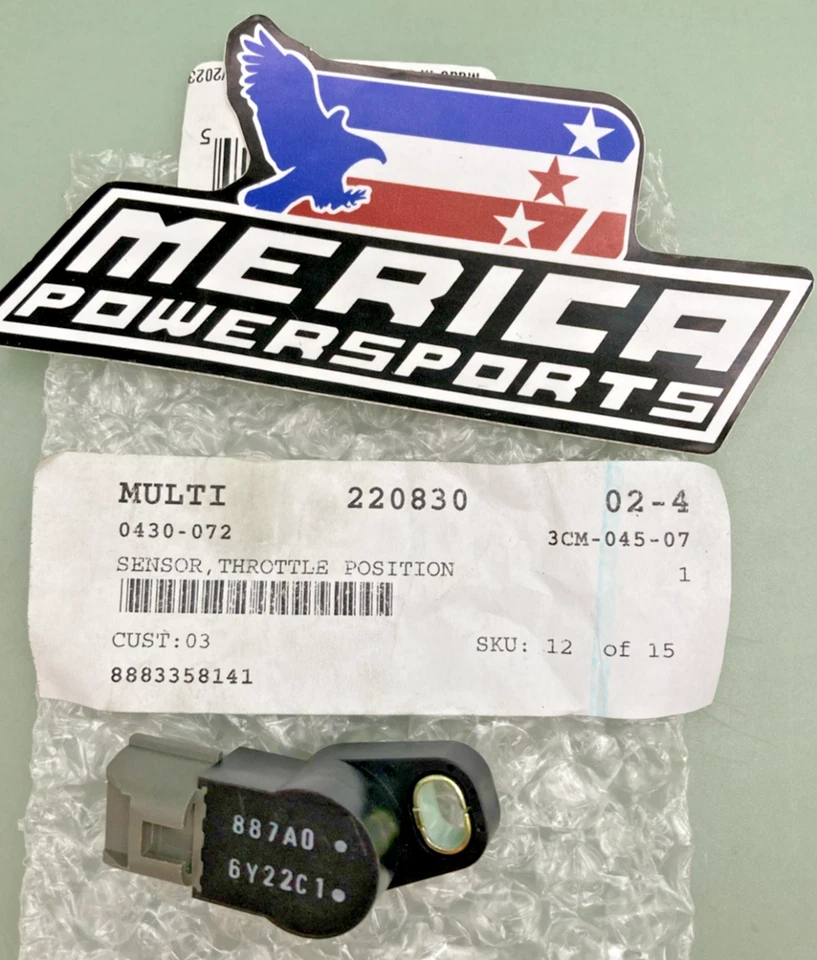 5
MERICA
POWERSPORTS
MULTI 220830 02-4
0430-072 3CM-045-07
SENSOR,THROTTLE POSITION 1
CUST:03 SKU: 12 of 15
8883358141
887A0
6Y22C1